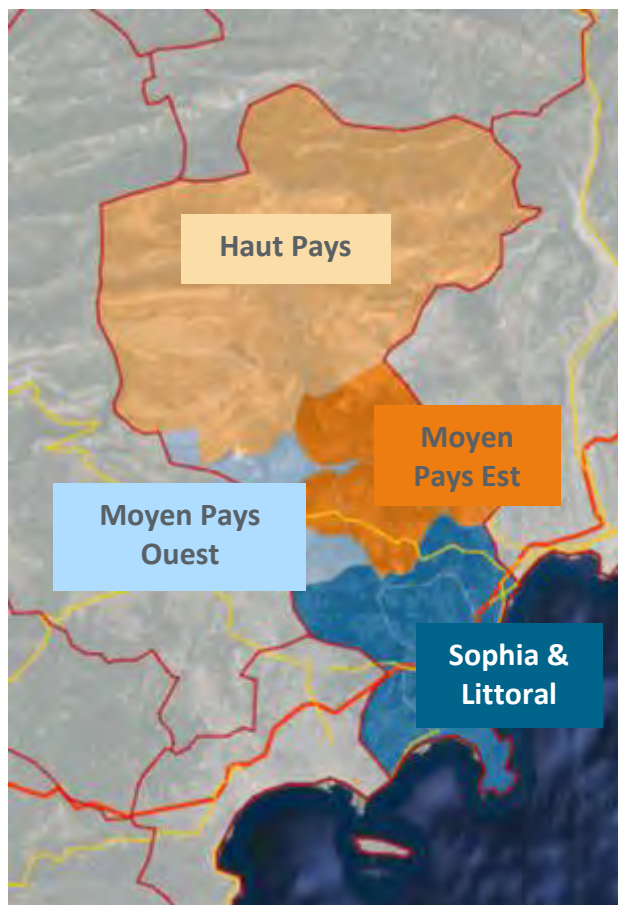 Haut Pays
Moyen
Pays Est
Moyen Pays
Ouest
Sophia &
Littoral